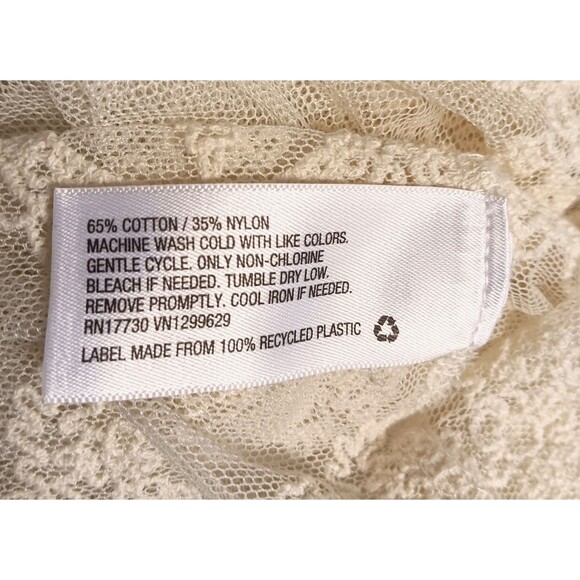 65% COTTON / 35% NYLON
MACHINE WASH COLD WITH LIKE COLORS.
GENTLE CYCLE. ONLY NON-CHLORINE
BLEACH IF NEEDED. TUMBLE DRY LOW.
REMOVE PROMPTLY. COOL IRON IF NEEDED.
RN17730 VN1299629
LABEL MADE FROM 100% RECYCLED PLASTIC